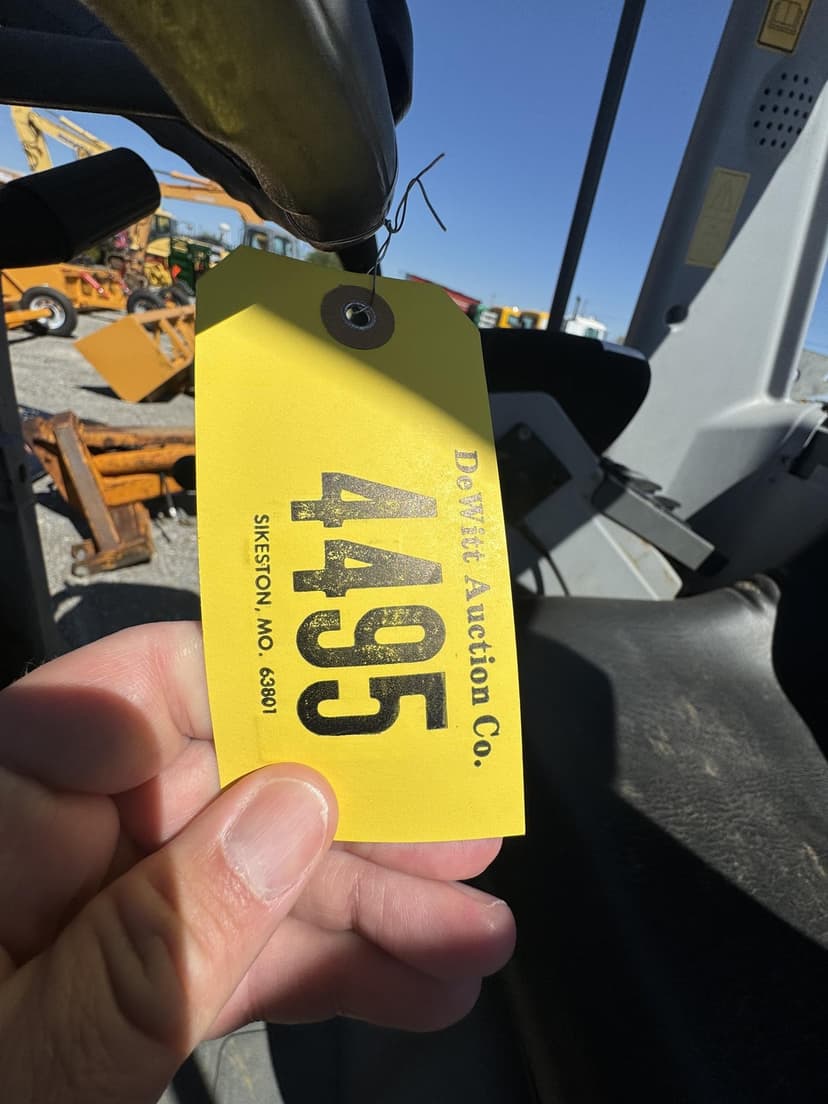 DeWitt Auction Co.
4495
SIKESTON, MO. 63801